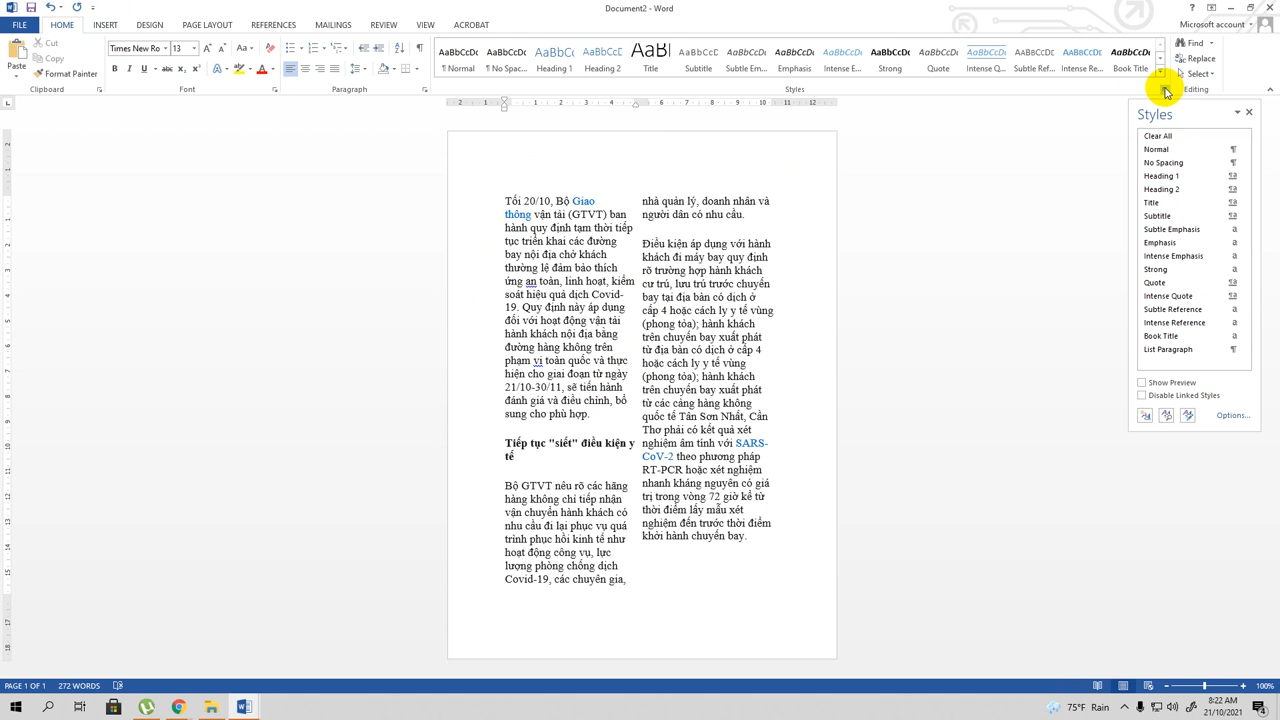 Document2 - Word
Microsoft account
FILE HOME INSERT DESIGN PAGE LAYOUT REFERENCES MAILINGS REVIEW VIEW ACROBAT
Paste
Cut
Copy
Format Painter
Clipboard
Times New Ro 13
Font
Paragraph
AaBbCcDc AaBbCcDc AaBbCc AaBbCcC AaBl AaBbCcC AaBbCcDc AaBbCcDc AaBbCcDc AaBbCcDc AaBbCcDc AaBbCcDc AaBbCcDc AaBbCcDc AaBbCcDc
¶ Normal ¶ No Spac... Heading 1 Heading 2 Title Subtitle Subtle Em... Emphasis Intense E... Strong Quote Intense Q... Subtle Ref... Intense Re... Book Title
Styles
Find
Replace
Select
Editing
2 1 1 2 3 4 5 6 7 8 9 10 11 12
Tối 20/10, Bộ Giao
thông vận tải (GTVT) ban
hành quy định tạm thời tiếp
tục triển khai các đường
bay nội địa chở khách
thường lệ đảm bảo thích
ứng an toàn, linh hoạt, kiểm
soát hiệu quả dịch Covid-
19. Quy định này áp dụng
đối với hoạt động vận tải
hành khách nội địa bằng
đường hàng không trên
phạm vi toàn quốc và thực
hiện cho giai đoạn từ ngày
21/10-30/11, sẽ tiến hành
đánh giá và điều chỉnh, bổ
sung cho phù hợp.
Tiếp tục "siết" điều kiện y
tế
Bộ GTVT nêu rõ các hãng
hàng không chỉ tiếp nhận
vận chuyển hành khách có
nhu cầu đi lại phục vụ quá
trình phục hồi kinh tế như
hoạt động công vụ, lực
lượng phòng chống dịch
Covid-19, các chuyên gia,
nhà quản lý, doanh nhân và
người dân có nhu cầu.
Điều kiện áp dụng với hành
khách đi máy bay quy định
rõ trường hợp hành khách
cư trú, lưu trú trước chuyến
bay tại địa bàn có dịch ở
cấp 4 hoặc cách ly y tế vùng
(phong tỏa); hành khách
trên chuyến bay xuất phát
từ địa bàn có dịch ở cấp 4
hoặc cách ly y tế vùng
(phong tỏa); hành khách
trên chuyến bay xuất phát
từ các cảng hàng không
quốc tế Tân Sơn Nhất, Cần
Thơ phải có kết quả xét
nghiệm âm tính với SARS-
CoV-2 theo phương pháp
RT-PCR hoặc xét nghiệm
nhanh kháng nguyên có giá
trị trong vòng 72 giờ kể từ
thời điểm lấy mẫu xét
nghiệm đến trước thời điểm
khởi hành chuyến bay.
Styles
Clear All
Normal ¶
No Spacing ¶
Heading 1 ¶a
Heading 2 ¶a
Title ¶a
Subtitle ¶a
Subtle Emphasis a
Emphasis a
Intense Emphasis a
Strong a
Quote ¶a
Intense Quote ¶a
Subtle Reference a
Intense Reference a
Book Title a
List Paragraph ¶
Show Preview
Disable Linked Styles
Options...
PAGE 1 OF 1 272 WORDS
100%
75°F Rain
8:22 AM
21/10/2021